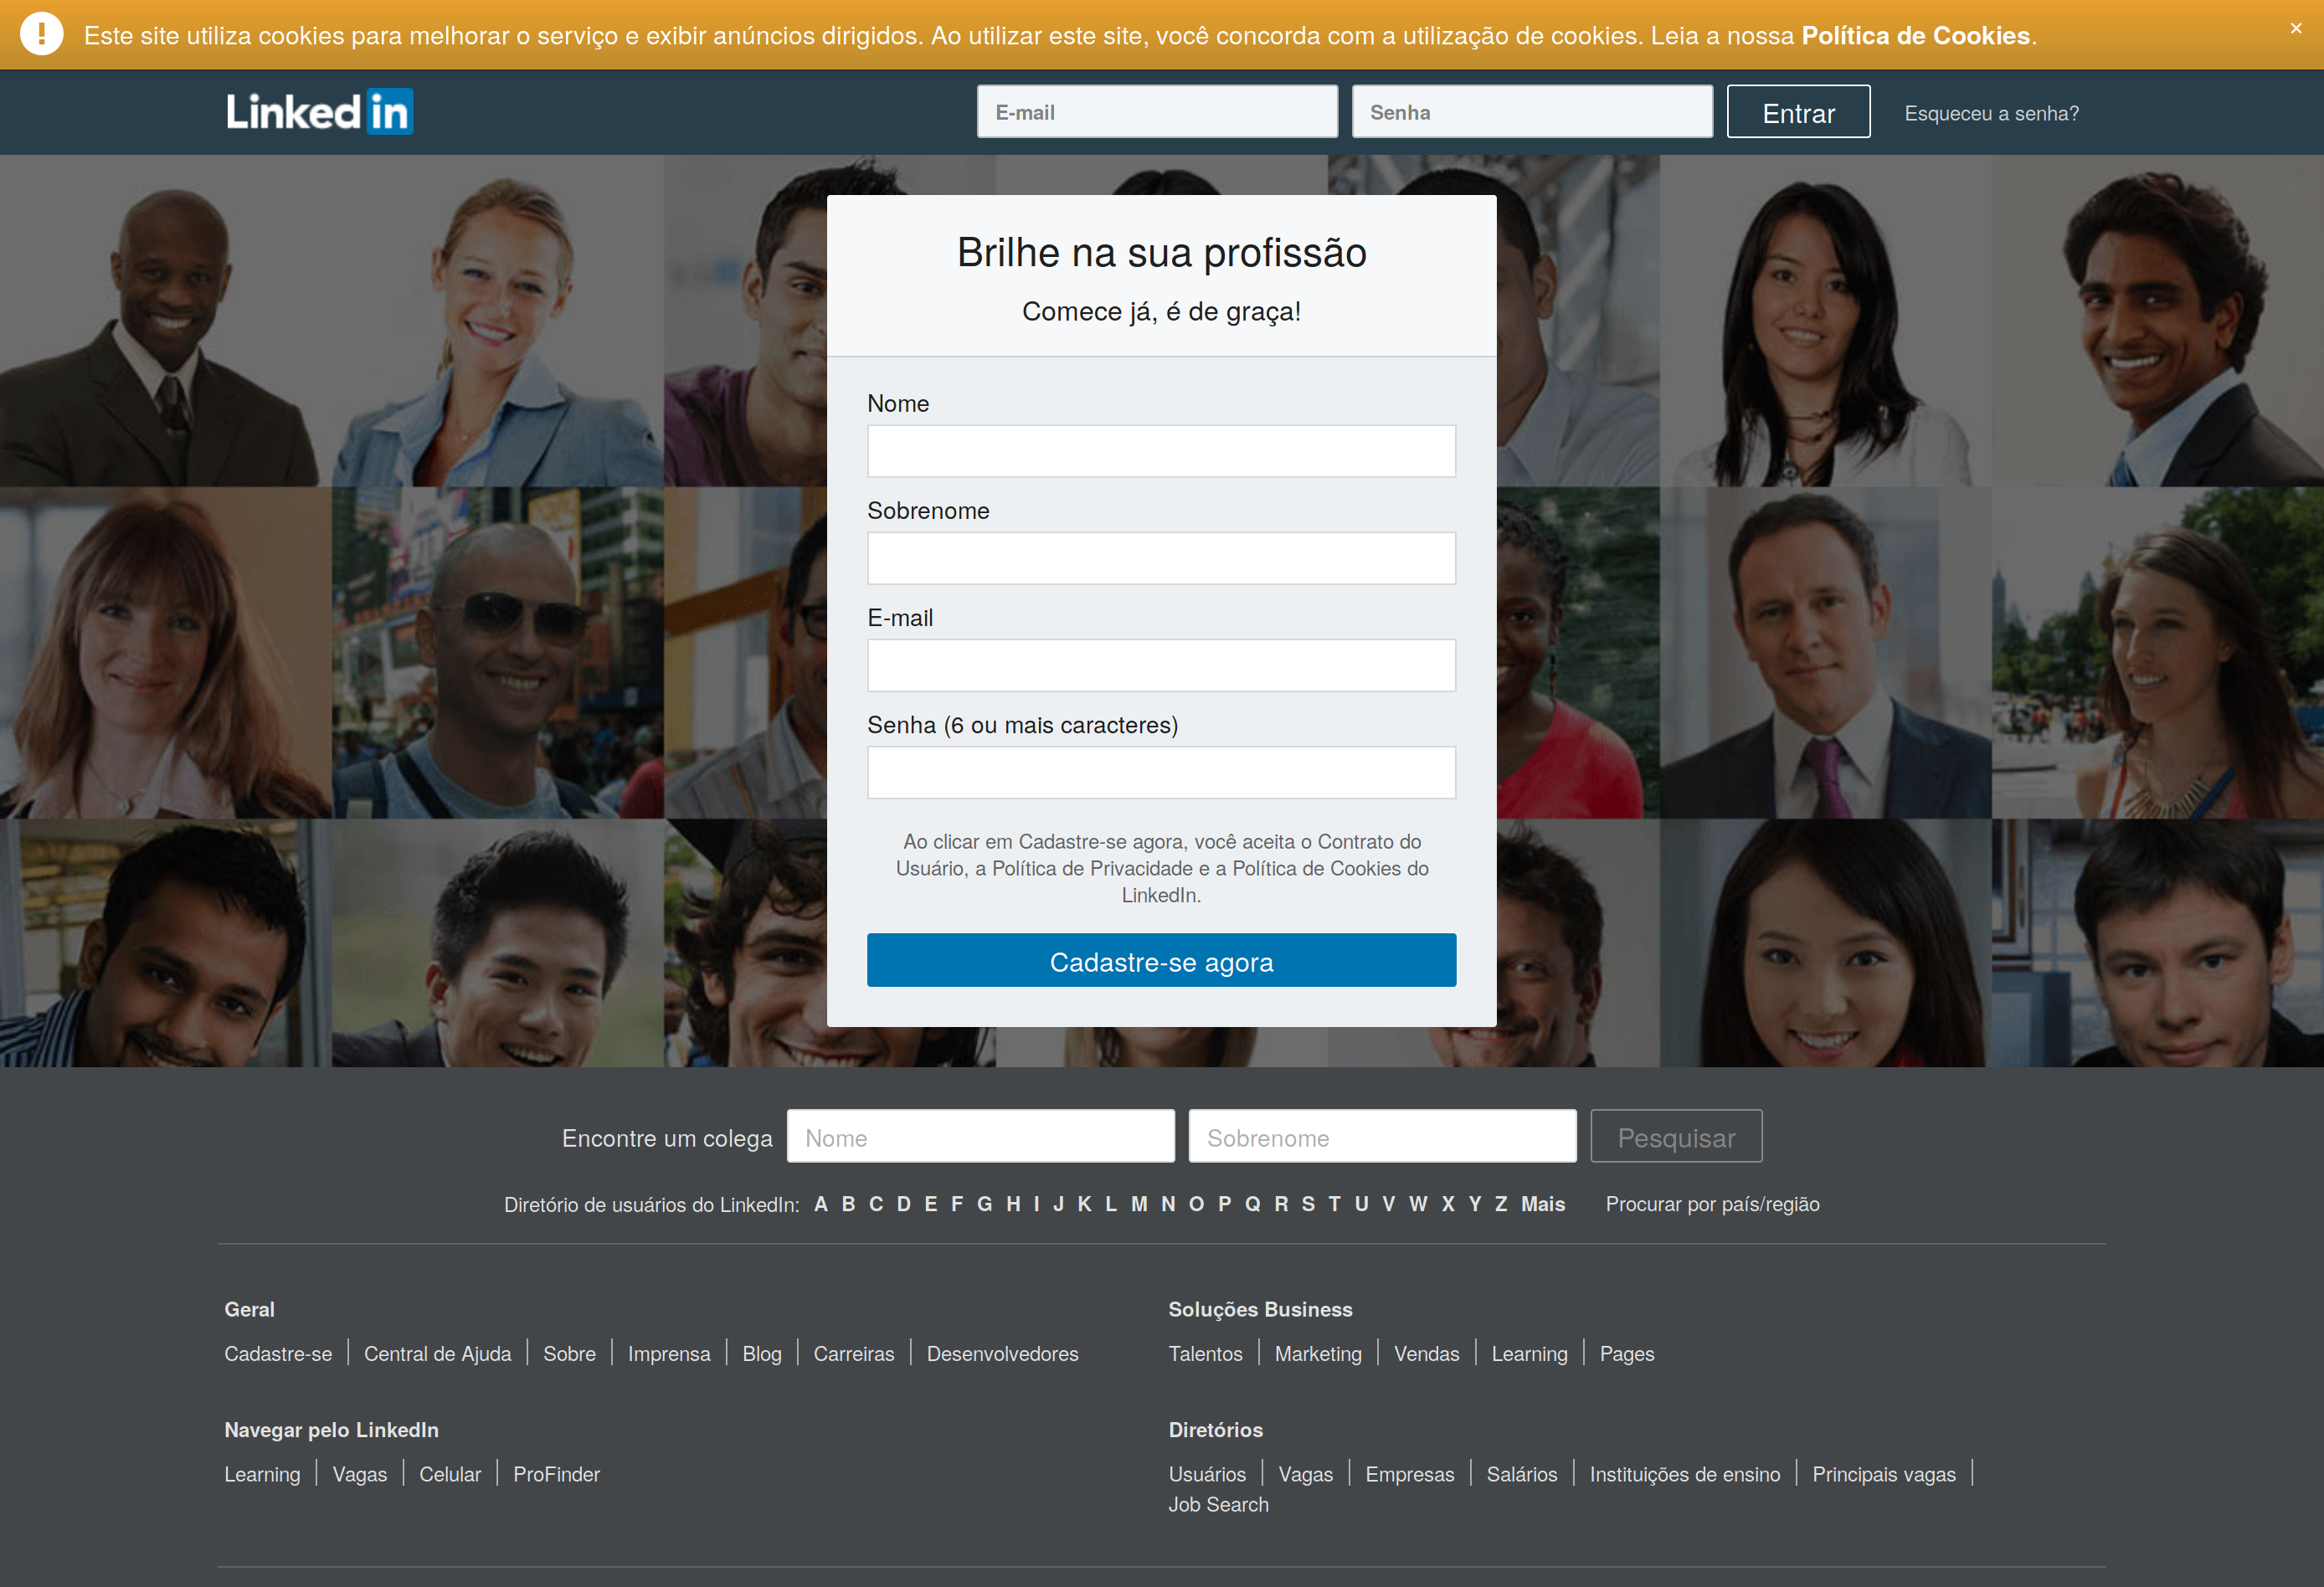 Este site utiliza cookies para melhorar o serviço e exibir anúncios dirigidos. Ao utilizar este site, você concorda com a utilização de cookies. Leia a nossa Política de Cookies.
×
Linked in
E-mail
Senha
Entrar
Esqueceu a senha?
Brilhe na sua profissão
Comece já, é de graça!
Nome
Sobrenome
E-mail
Senha (6 ou mais caracteres)
Ao clicar em Cadastre-se agora, você aceita o Contrato do
Usuário, a Política de Privacidade e a Política de Cookies do
LinkedIn.
Cadastre-se agora
Encontre um colega Nome Sobrenome Pesquisar
Diretório de usuários do LinkedIn: A B C D E F G H I J K L M N O P Q R S T U V W X Y Z Mais Procurar por país/região
Geral
Cadastre-se Central de Ajuda Sobre Imprensa Blog Carreiras Desenvolvedores
Soluções Business
Talentos Marketing Vendas Learning Pages
Navegar pelo LinkedIn
Learning Vagas Celular ProFinder
Diretórios
Usuários Vagas Empresas Salários Instituições de ensino Principais vagas
Job Search